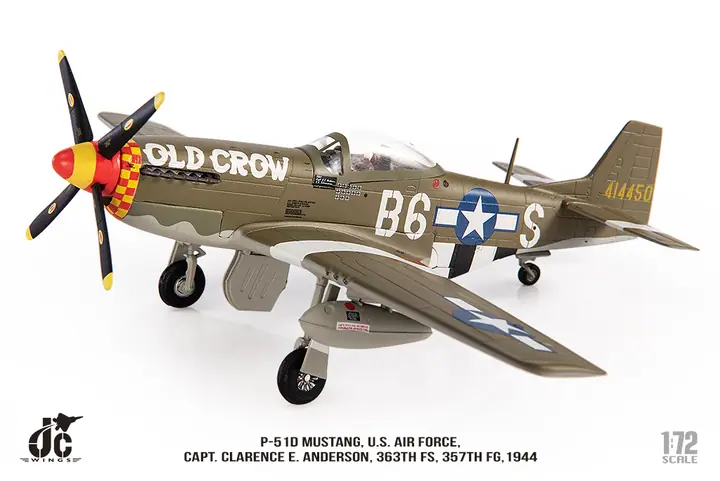 OLD CROW
B6
S
414450
JC
WINGS
P-51D MUSTANG, U.S. AIR FORCE,
CAPT. CLARENCE E. ANDERSON, 363TH FS, 357TH FG, 1944
1:72
SCALE